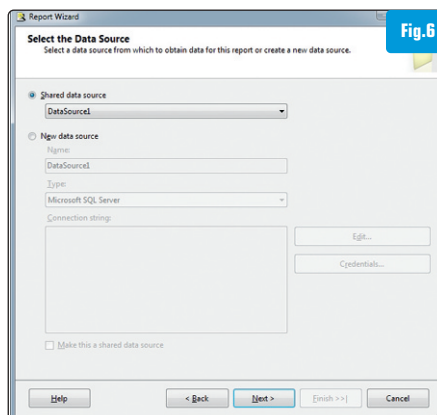 Report Wizard
Fig.6
Select the Data Source
Select a data source from which to obtain data for this report or create a new data source.
Shared data source
DataSource1
New data source
Name:
DataSource1
Type:
Microsoft SQL Server
Connection string:
Edit...
Credentials...
Make this a shared data source
Help
< Back
Next >
Finish >>|
Cancel